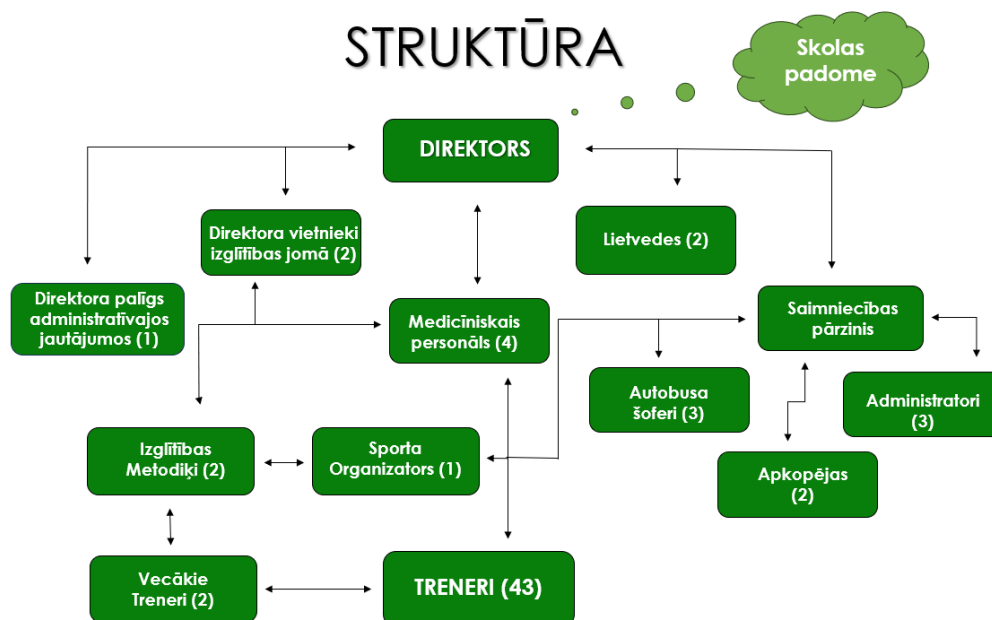 STRUKTŪRA
Skolas
padome
DIREKTORS
Direktora vietnieki
izglītības jomā (2)
Lietvedes (2)
Direktora palīgs
administratīvajos
jautājumos (1)
Medicīniskais
personāls (4)
Saimniecības
pārzinis
Autobusa
šoferi (3)
Administratori
(3)
Izglītības
Metodiķi (2)
Sporta
Organizators (1)
Apkopējas
(2)
Vecākie
Treneri (2)
TRENERI (43)